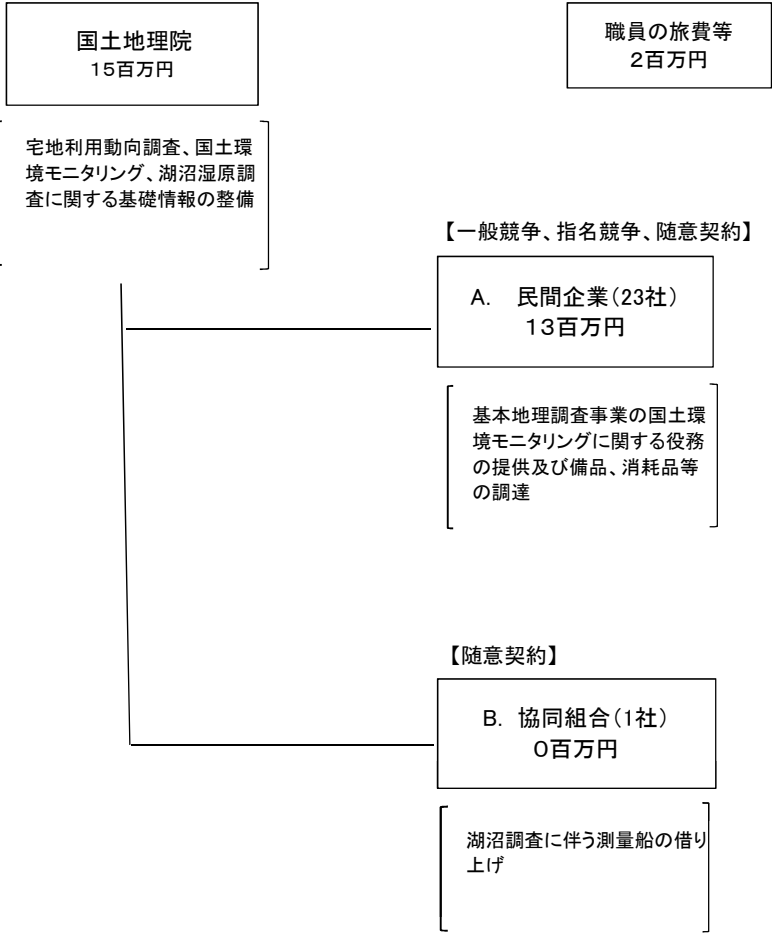 国土地理院
15百万円
職員の旅費等
2百万円
宅地利用動向調査、国土環
境モニタリング、湖沼湿原調
査に関する基礎情報の整備
【一般競争、指名競争、随意契約】
A. 民間企業(23社)
13百万円
基本地理調査事業の国土環
境モニタリングに関する役務
の提供及び備品、消耗品等
の調達
【随意契約】
B. 協同組合(1社)
0百万円
湖沼調査に伴う測量船の借り
上げ